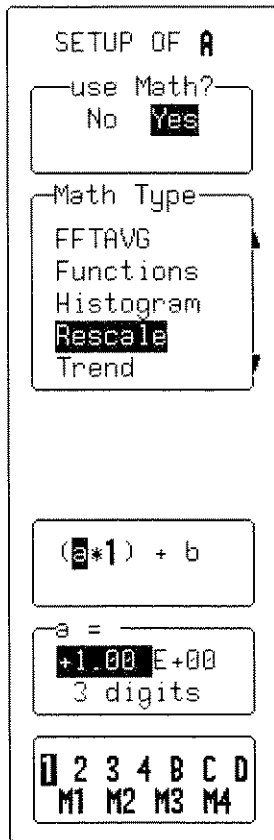 SETUP OF A
use Math?
No Yes
Math Type
FFTAVG
Functions
Histogram
Rescale
Trend
(a*1) + b
a =
+1.00 E+00
3 digits
1 2 3 4 B C D
M1 M2 M3 M4